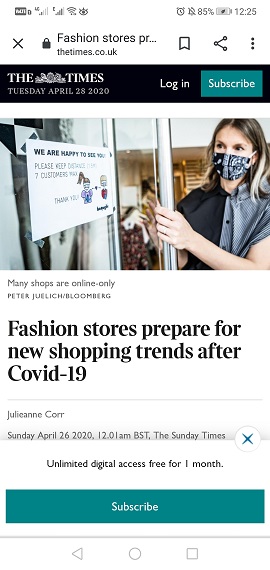 85% 12:25
Fashion stores pr...
thetimes.co.uk
THE TIMES
TUESDAY APRIL 28 2020
Log in
Subscribe
WE ARE HAPPY TO SEE YOU
PLEASE KEEP DISTANCE
7 CUSTOMERS MAX
THANK YOU
Many shops are online-only
PETER JUELICH/BLOOMBERG
Fashion stores prepare for
new shopping trends after
Covid-19
Julieanne Corr
Sunday April 26 2020, 12.01am BST, The Sunday Times
Unlimited digital access free for 1 month.
Subscribe